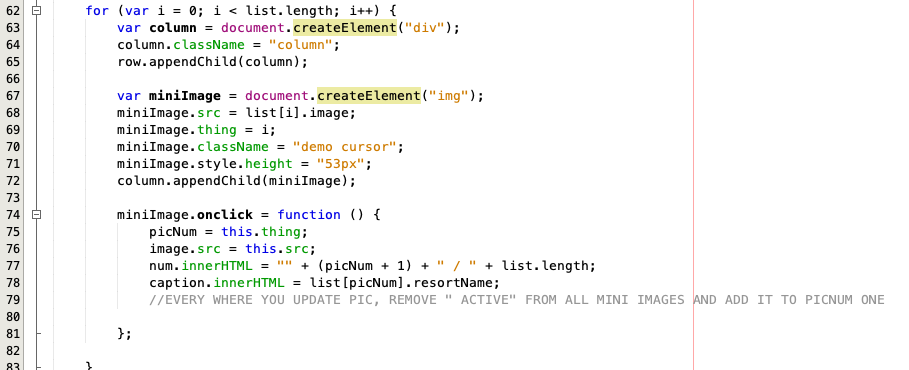 62 for (var i = 0; i < list.length; i++) {
63 var column = document.createElement("div");
64 column.className = "column";
65 row.appendChild(column);
66
67 var miniImage = document.createElement("img");
68 miniImage.src = list[i].image;
69 miniImage.thing = i;
70 miniImage.className = "demo cursor";
71 miniImage.style.height = "53px";
72 column.appendChild(miniImage);
73
74 miniImage.onclick = function () {
75 picNum = this.thing;
76 image.src = this.src;
77 num.innerHTML = "" + (picNum + 1) + " / " + list.length;
78 caption.innerHTML = list[picNum].resortName;
79 //EVERY WHERE YOU UPDATE PIC, REMOVE " ACTIVE" FROM ALL MINI IMAGES AND ADD IT TO PICNUM ONE
80
81 };
82
83 }